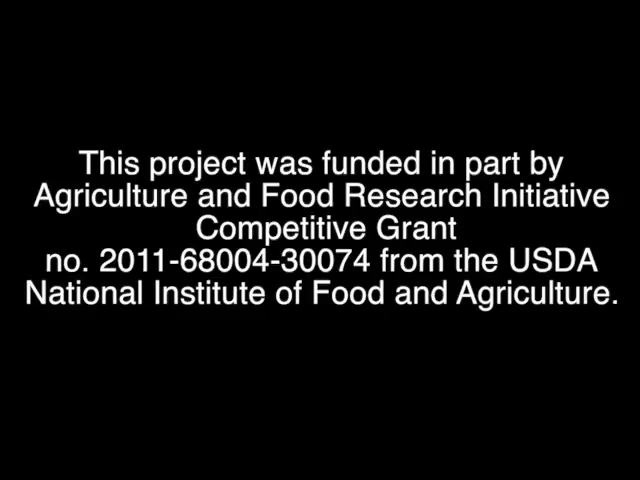 This project was funded in part by
Agriculture and Food Research Initiative
Competitive Grant
no. 2011-68004-30074 from the USDA
National Institute of Food and Agriculture.